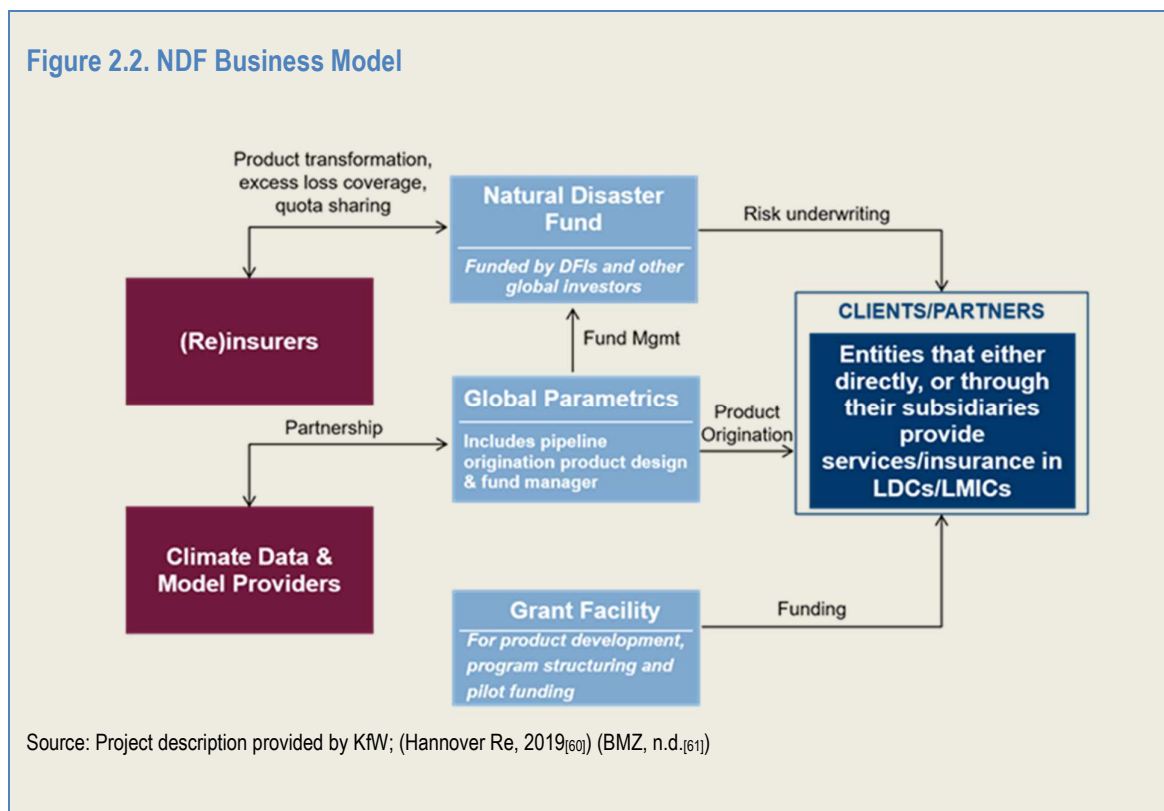 Figure 2.2. NDF Business Model
Product transformation,
excess loss coverage,
quota sharing
Natural Disaster
Fund
Funded by DFIs and other
global investors
Risk underwriting
(Re)insurers
Fund Mgmt
CLIENTS/PARTNERS
Entities that either
directly, or through
their subsidiaries
provide
services/insurance in
LDCs/LMICs
Partnership
Global Parametrics
Includes pipeline
origination product design
& fund manager
Product
Origination
Climate Data &
Model Providers
Grant Facility
For product development,
program structuring and
pilot funding
Funding
Source: Project description provided by KfW; (Hannover Re, 2019[60]) (BMZ, n.d.[61])